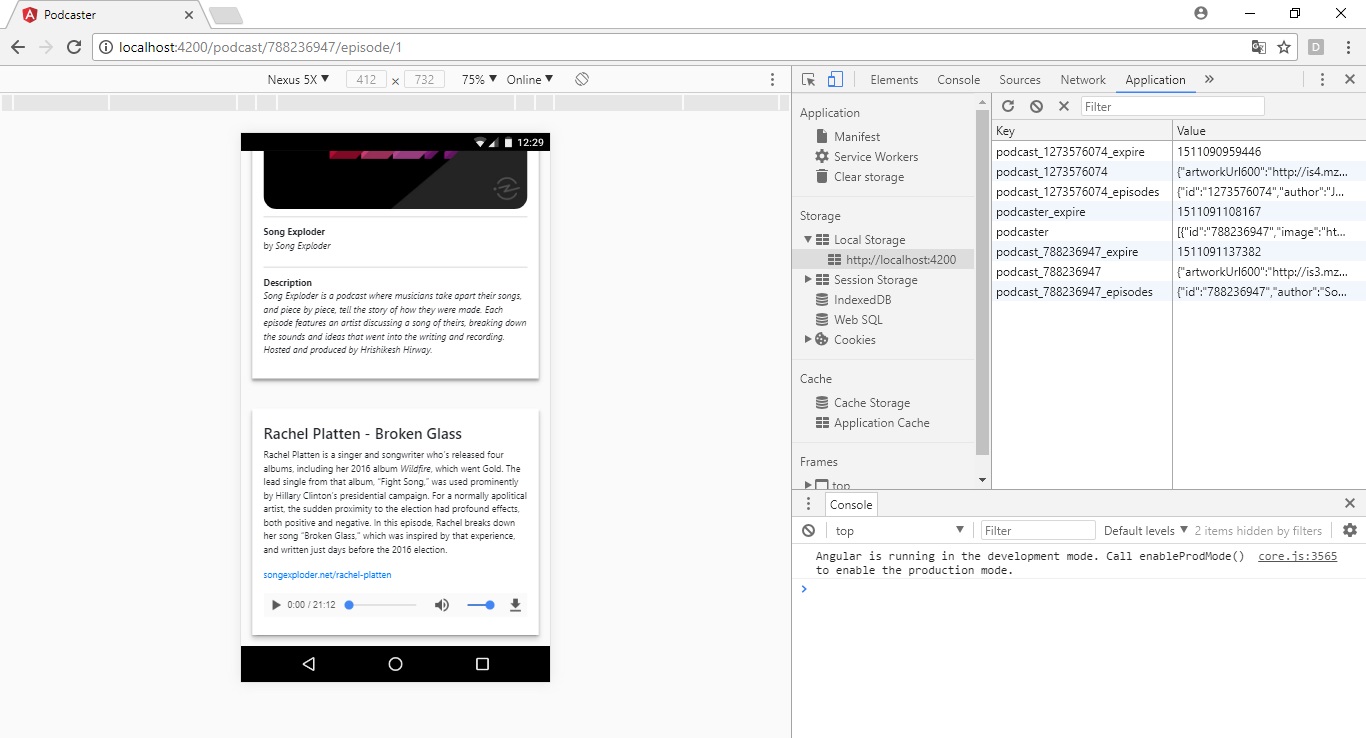 Podcaster
localhost:4200/podcast/788236947/episode/1
D
Nexus 5X 412 × 732 75% Online
12:29
Song Exploder
by Song Exploder
Description
Song Exploder is a podcast where musicians take apart their songs,
and piece by piece, tell the story of how they were made. Each
episode features an artist discussing a song of theirs, breaking down
the sounds and ideas that went into the writing and recording.
Hosted and produced by Hrishikesh Hirway.
Rachel Platten - Broken Glass
Rachel Platten is a singer and songwriter who's released four
albums, including her 2016 album Wildfire, which went Gold. The
lead single from that album, “Fight Song,” was used prominently
by Hillary Clinton's presidential campaign. For a normally apolitical
artist, the sudden proximity to the election had profound effects,
both positive and negative. In this episode, Rachel breaks down
her song “Broken Glass,” which was inspired by that experience,
and written just days before the 2016 election.
songexploder.net/rachel-platten
0:00 / 21:12
Elements Console Sources Network Application »
Application
Manifest
Service Workers
Clear storage
Storage
Local Storage
http://localhost:4200
Session Storage
IndexedDB
Web SQL
Cookies
Cache
Cache Storage
Application Cache
Frames
top
Filter
Key Value
podcast_1273576074_expire 1511090959446
podcast_1273576074 {"artworkUrl600":"http://is4.mz...
podcast_1273576074_episodes {"id":"1273576074","author":"J...
podcaster_expire 1511091108167
podcaster [{"id":"788236947","image":"ht...
podcast_788236947_expire 1511091137382
podcast_788236947 {"artworkUrl600":"http://is3.mz...
podcast_788236947_episodes {"id":"788236947","author":"So...
Console
top Filter Default levels 2 items hidden by filters
Angular is running in the development mode. Call enableProdMode() core.js:3565
to enable the production mode.